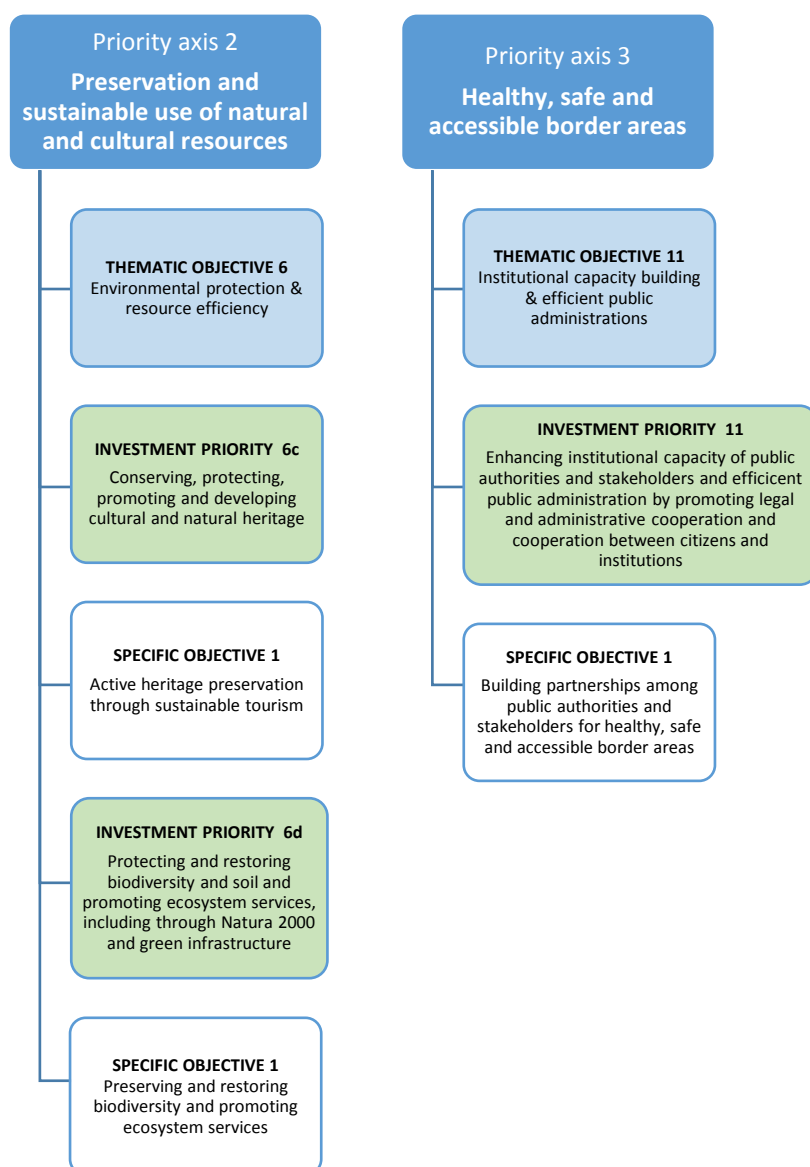 Priority axis 2
Preservation and
sustainable use of natural
and cultural resources
THEMATIC OBJECTIVE 6
Environmental protection &
resource efficiency
INVESTMENT PRIORITY 6c
Conserving, protecting,
promoting and developing
cultural and natural heritage
SPECIFIC OBJECTIVE 1
Active heritage preservation
through sustainable tourism
INVESTMENT PRIORITY 6d
Protecting and restoring
biodiversity and soil and
promoting ecosystem services,
including through Natura 2000
and green infrastructure
SPECIFIC OBJECTIVE 1
Preserving and restoring
biodiversity and promoting
ecosystem services
Priority axis 3
Healthy, safe and
accessible border areas
THEMATIC OBJECTIVE 11
Institutional capacity building
& efficient public
administrations
INVESTMENT PRIORITY 11
Enhancing institutional capacity of public
authorities and stakeholders and efficicent
public administration by promoting legal
and administrative cooperation and
cooperation between citizens and
institutions
SPECIFIC OBJECTIVE 1
Building partnerships among
public authorities and
stakeholders for healthy, safe
and accessible border areas